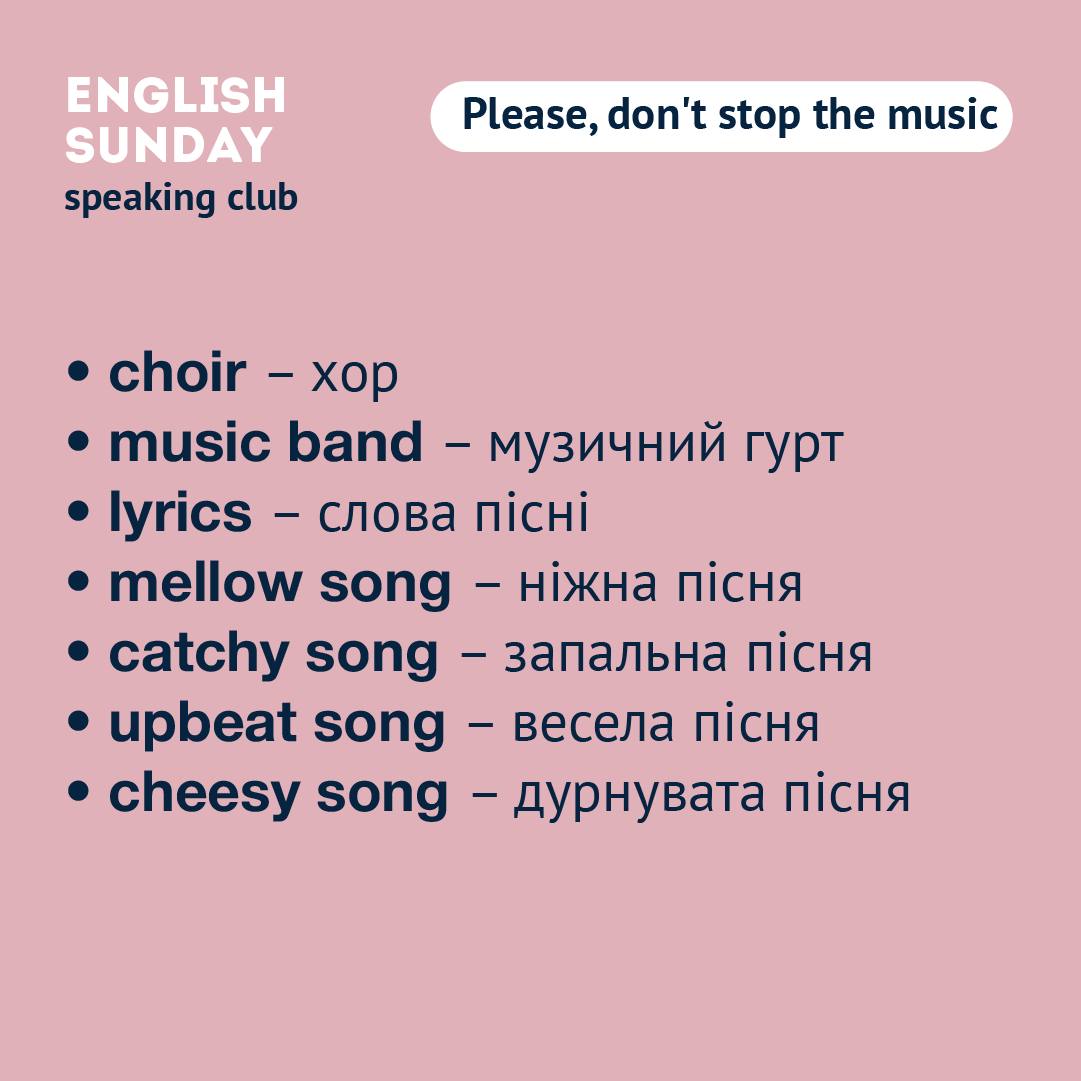 ENGLISH
SUNDAY
speaking club
Please, don't stop the music
• choir – хор
• music band – музичний гурт
• lyrics – слова пісні
• mellow song – ніжна пісня
• catchy song – запальна пісня
• upbeat song – весела пісня
• cheesy song – дурнувата пісня